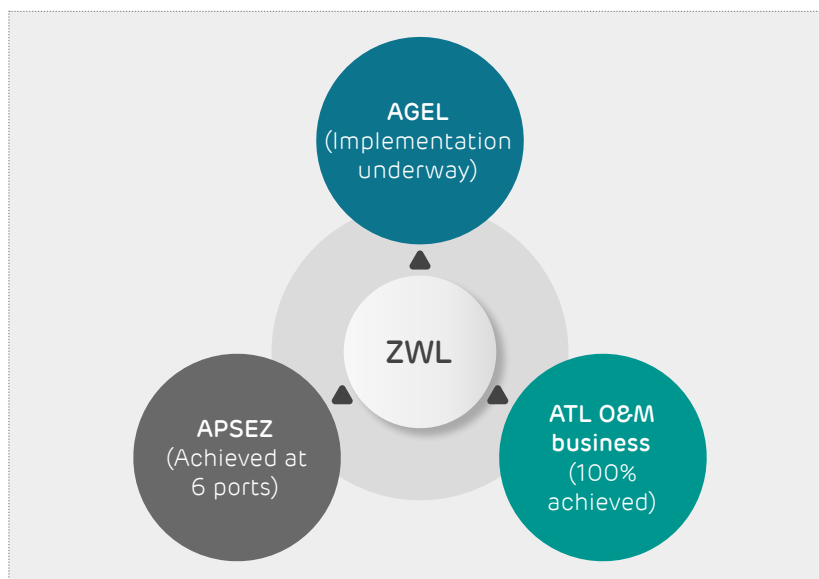 AGEL
(Implementation
underway)
ZWL
APSEZ
(Achieved at
6 ports)
ATL O&M
business
(100%
achieved)